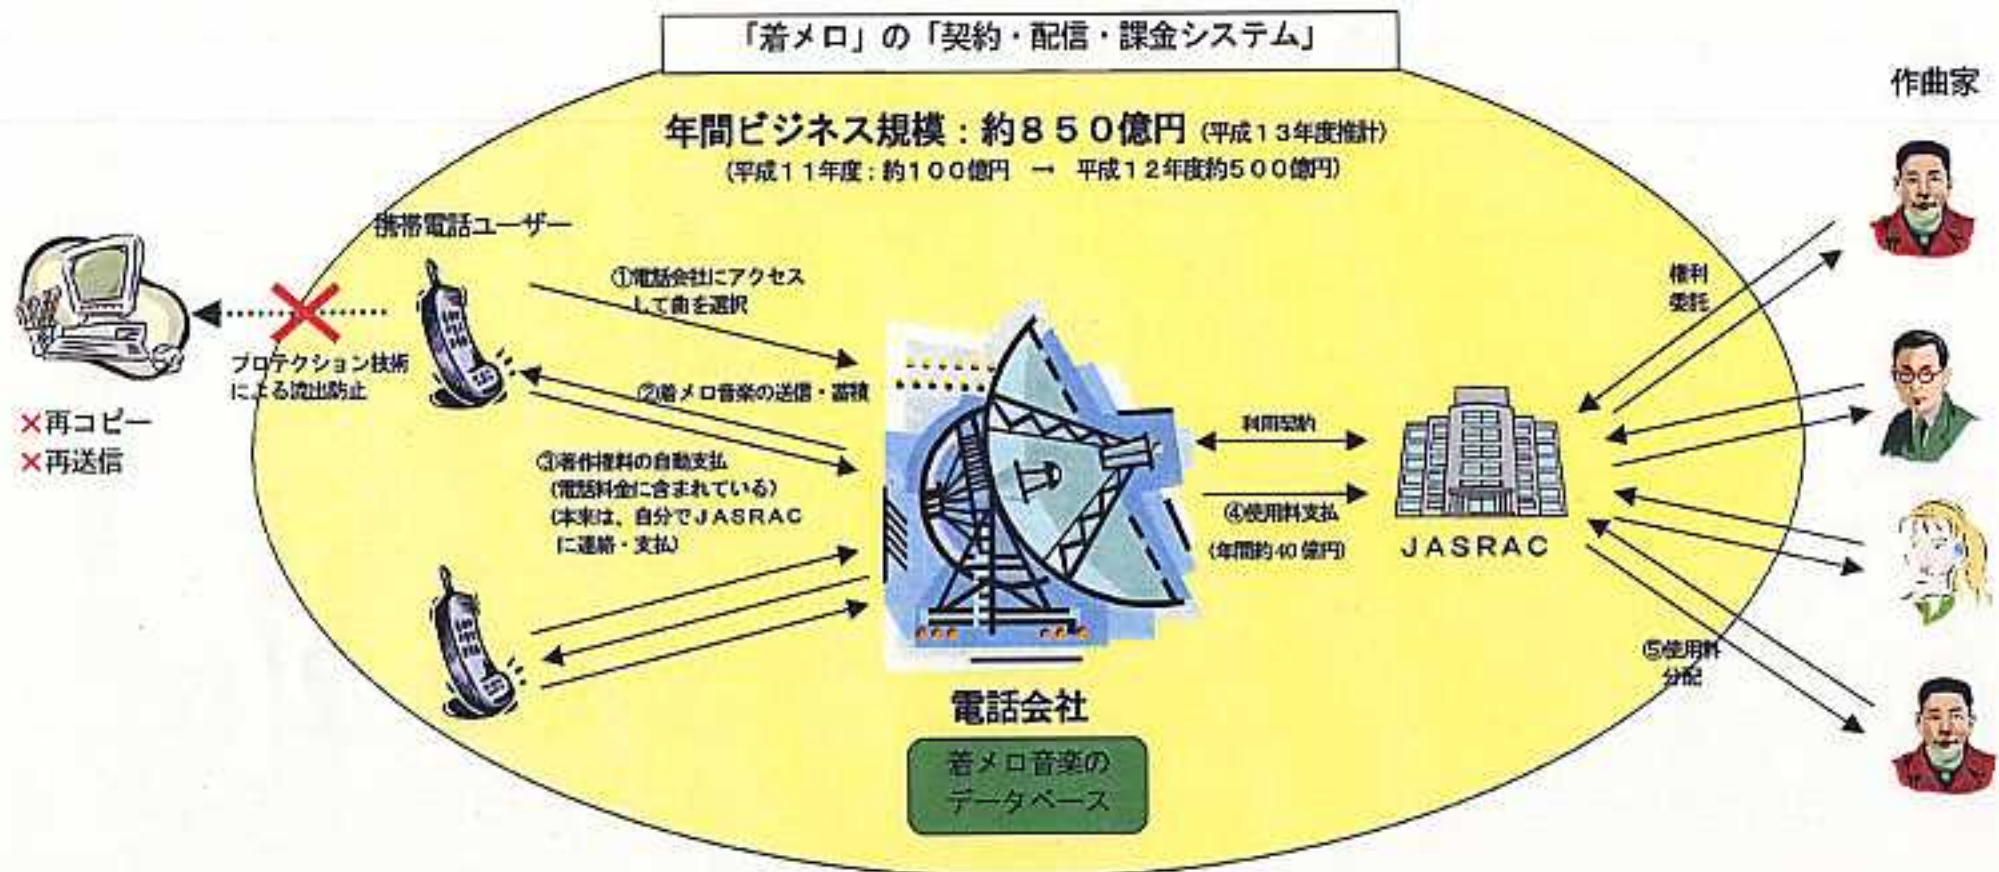 「着メロ」の「契約・配信・課金システム」
作曲家
年間ビジネス規模：約８５０億円（平成１３年度推計）
（平成１１年度：約１００億円　→　平成１２年度約５００億円）
携帯電話ユーザー
①電話会社にアクセス
して曲を選択
権利
委託
プロテクション技術
による流出防止
②着メロ音楽の送信・蓄積
×再コピー
×再送信
利用契約
③著作権料の自動支払
（電話料金に含まれている）
（本来は、自分でＪＡＳＲＡＣ
に連絡・支払）
④使用料支払
（年間約40億円）
ＪＡＳＲＡＣ
⑤使用料
分配
電話会社
着メロ音楽の
データベース